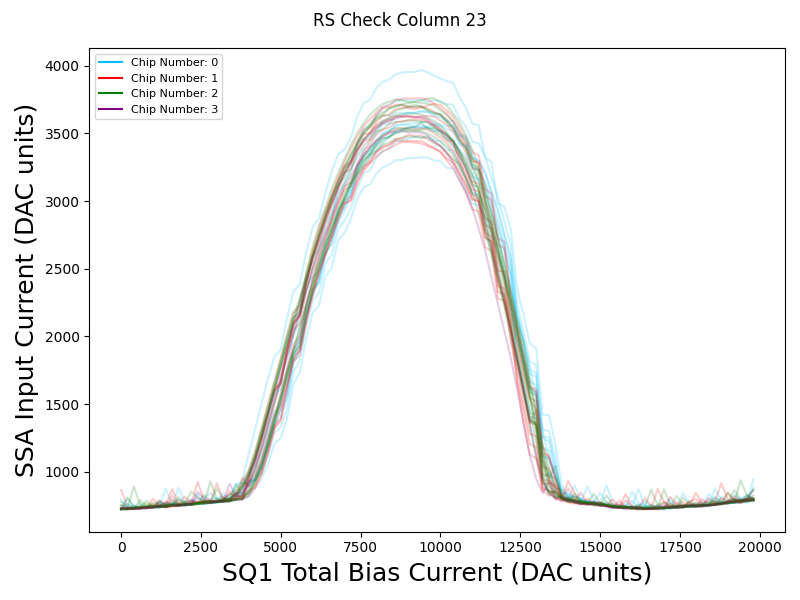 RS Check Column 23
Chip Number: 0
Chip Number: 1
Chip Number: 2
Chip Number: 3
SSA Input Current (DAC units)
4000
3500
3000
2500
2000
1500
1000
0 2500 5000 7500 10000 12500 15000 17500 20000
SQ1 Total Bias Current (DAC units)